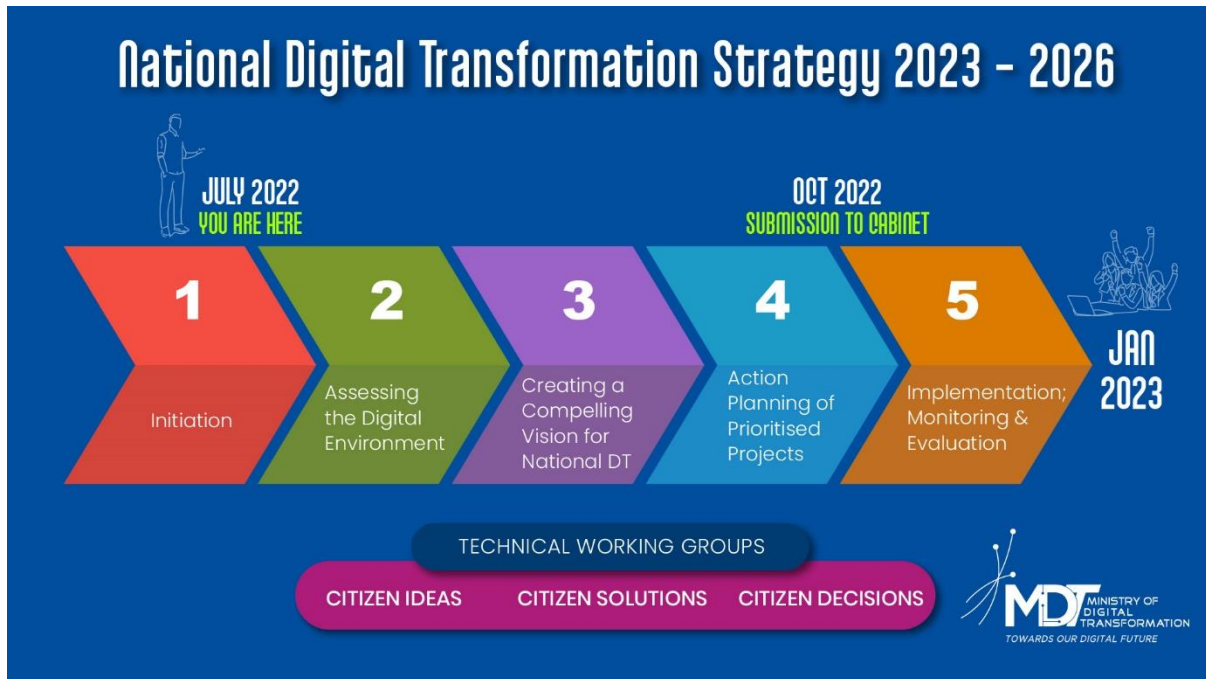 National Digital Transformation Strategy 2023 - 2026
JULY 2022
YOU ARE HERE
OCT 2022
SUBMISSION TO CABINET
1
Initiation
2
Assessing
the Digital
Environment
3
Creating a
Compelling
Vision for
National DT
4
Action
Planning of
Prioritised
Projects
5
Implementation;
Monitoring &
Evaluation
JAN
2023
TECHNICAL WORKING GROUPS
CITIZEN IDEAS CITIZEN SOLUTIONS CITIZEN DECISIONS
MDT
MINISTRY OF
DIGITAL
TRANSFORMATION
TOWARDS OUR DIGITAL FUTURE